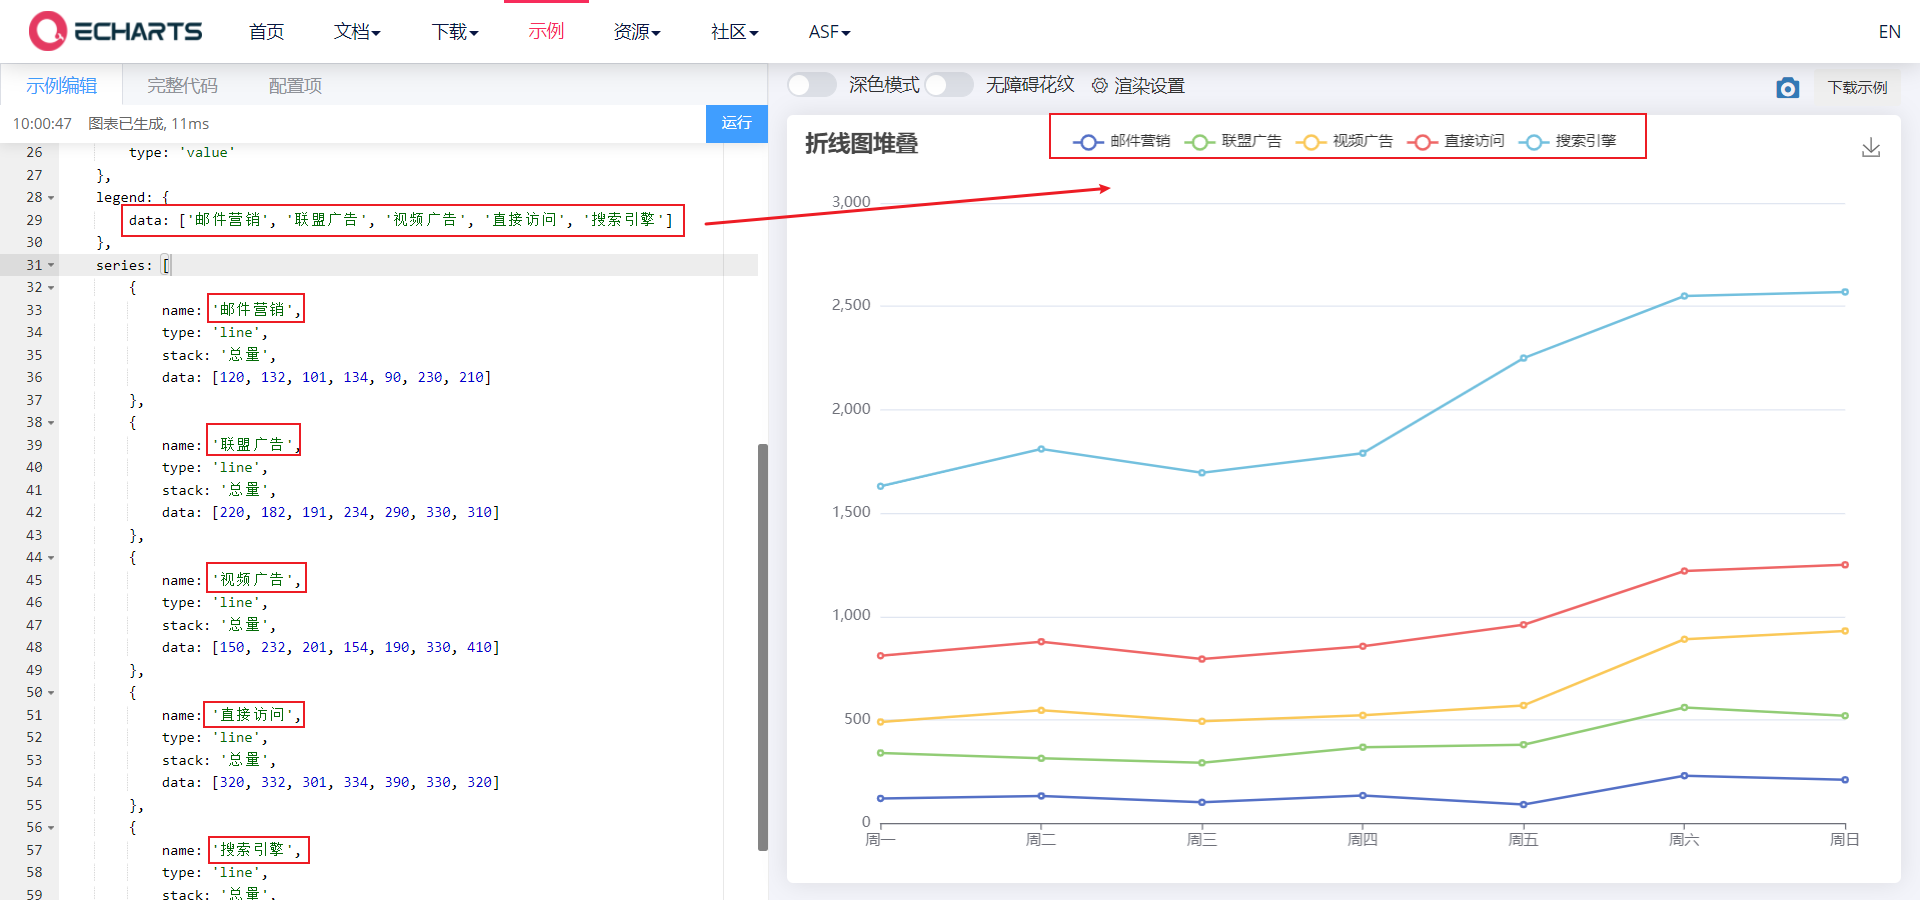 ECHARTS 首页 文档 下载 示例 资源 社区 ASF EN
示例编辑 完整代码 配置项
10:00:47 图表已生成, 11ms 运行
26 type: 'value'
27 },
28 legend: {
29 data: ['邮件营销', '联盟广告', '视频广告', '直接访问', '搜索引擎']
30 },
31 series: [
32 {
33 name: '邮件营销',
34 type: 'line',
35 stack: '总量',
36 data: [120, 132, 101, 134, 90, 230, 210]
37 },
38 {
39 name: '联盟广告',
40 type: 'line',
41 stack: '总量',
42 data: [220, 182, 191, 234, 290, 330, 310]
43 },
44 {
45 name: '视频广告',
46 type: 'line',
47 stack: '总量',
48 data: [150, 232, 201, 154, 190, 330, 410]
49 },
50 {
51 name: '直接访问',
52 type: 'line',
53 stack: '总量',
54 data: [320, 332, 301, 334, 390, 330, 320]
55 },
56 {
57 name: '搜索引擎',
58 type: 'line',
59 stack: '总量',
深色模式 无障碍花纹 渲染设置 下载示例
折线图堆叠
邮件营销 联盟广告 视频广告 直接访问 搜索引擎
3,000
2,500
2,000
1,500
1,000
500
0
周一 周二 周三 周四 周五 周六 周日